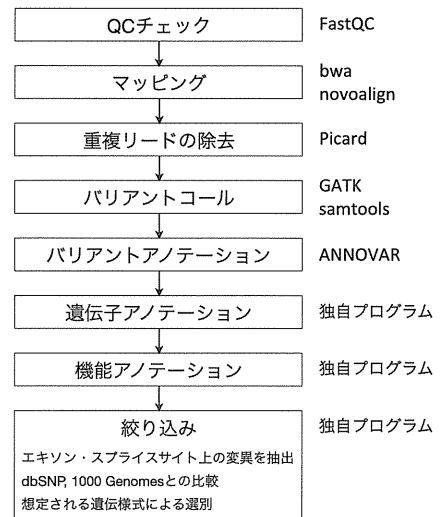 QCチェック
FastQC
マッピング
bwa
novoalign
重複リードの除去
Picard
バリアントコール
GATK
samtools
バリアントアノテーション
ANNOVAR
遺伝子アノテーション
独自プログラム
機能アノテーション
独自プログラム
絞り込み
独自プログラム
エキソン・スプライスサイト上の変異を抽出
dbSNP, 1000 Genomesとの比較
想定される遺伝様式による選別